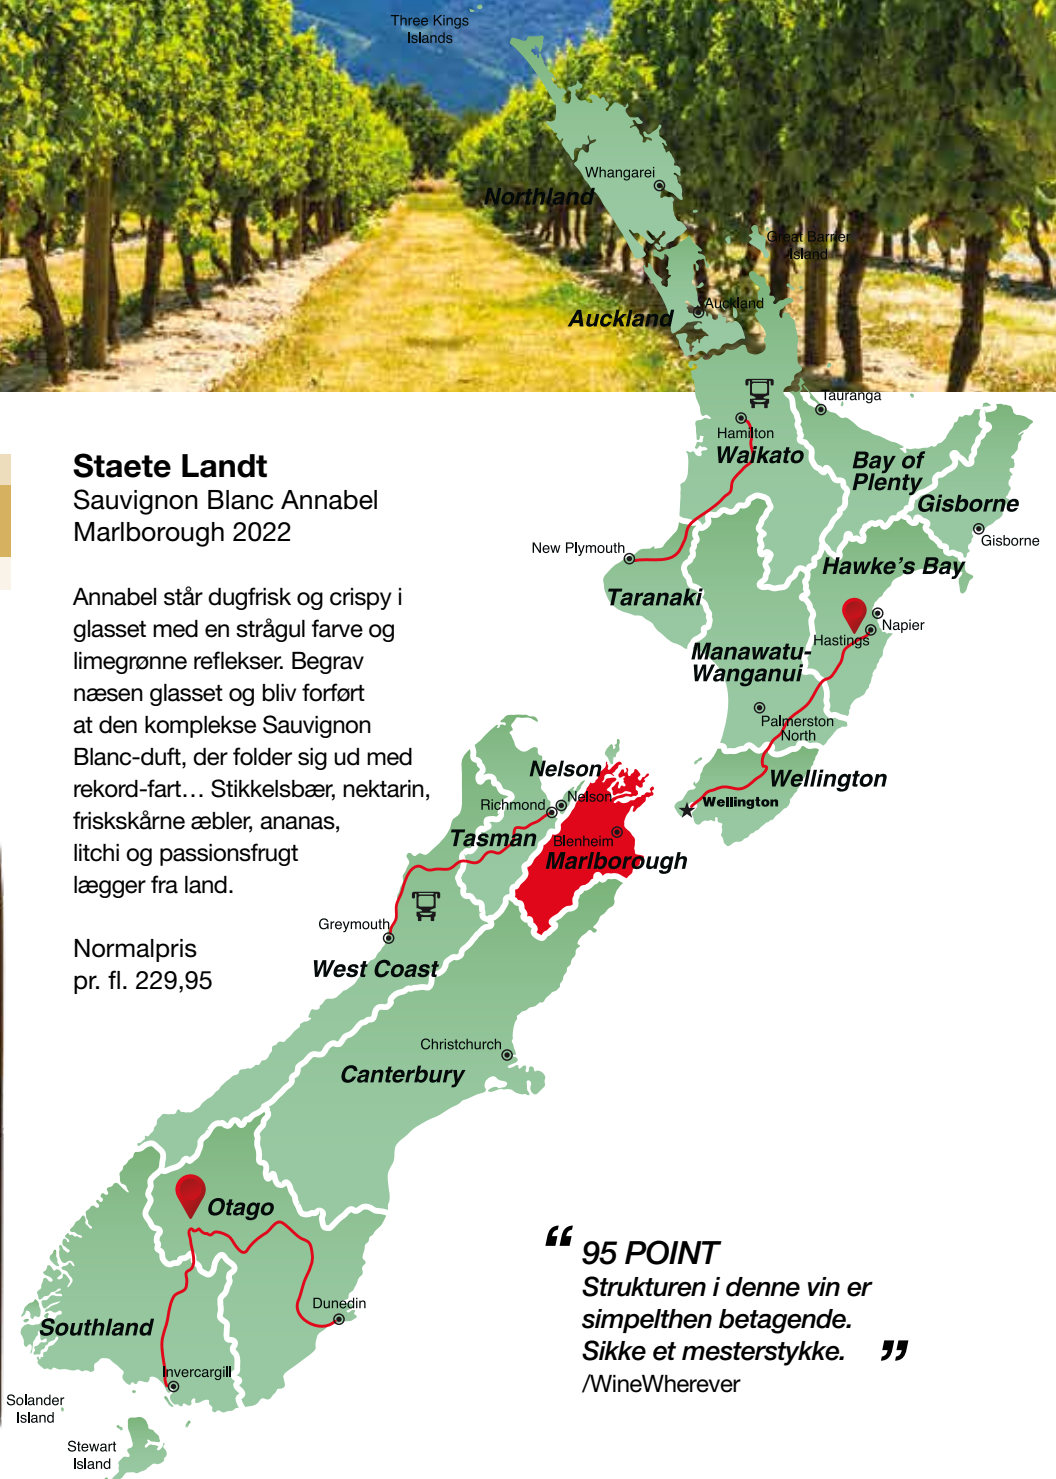 Three Kings
Islands
Whangarei
Northland
Great Barrier
Island
Auckland
Auckland
Tauranga
Hamilton
Waikato
Bay of
Plenty
Gisborne
Gisborne
New Plymouth
Hawke's Bay
Taranaki
Napier
Hastings
Manawatu-
Wanganui
Palmerston
North
Wellington
Wellington
Staete Landt
Sauvignon Blanc Annabel
Marlborough 2022
Annabel står dugfrisk og crispy i
glasset med en strågul farve og
limegrønne reflekser. Begrav
næsen glasset og bliv forført
at den komplekse Sauvignon
Blanc-duft, der folder sig ud med
rekord-fart… Stikkelsbær, nektarin,
friskskårne æbler, ananas,
litchi og passionsfrugt
lægger fra land.
Normalpris
pr. fl. 229,95
Nelson
Richmond
Nelson
Tasman
Blenheim
Marlborough
Greymouth
West Coast
Christchurch
Canterbury
Otago
Dunedin
Southland
Invercargill
Solander
Island
Stewart
Island
“ 95 POINT
Strukturen i denne vin er
simpelthen betagende.
Sikke et mesterstykke. ”
/WineWherever